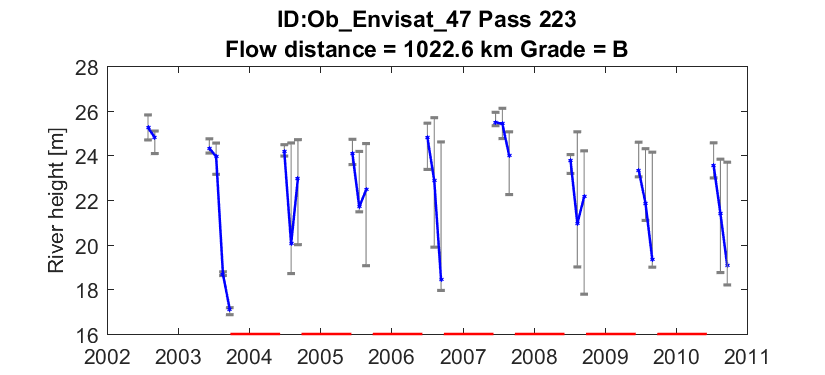 ID:Ob_Envisat_47 Pass 223
Flow distance = 1022.6 km Grade = B
River height [m]
28
26
24
22
20
18
16
2002 2003 2004 2005 2006 2007 2008 2009 2010 2011